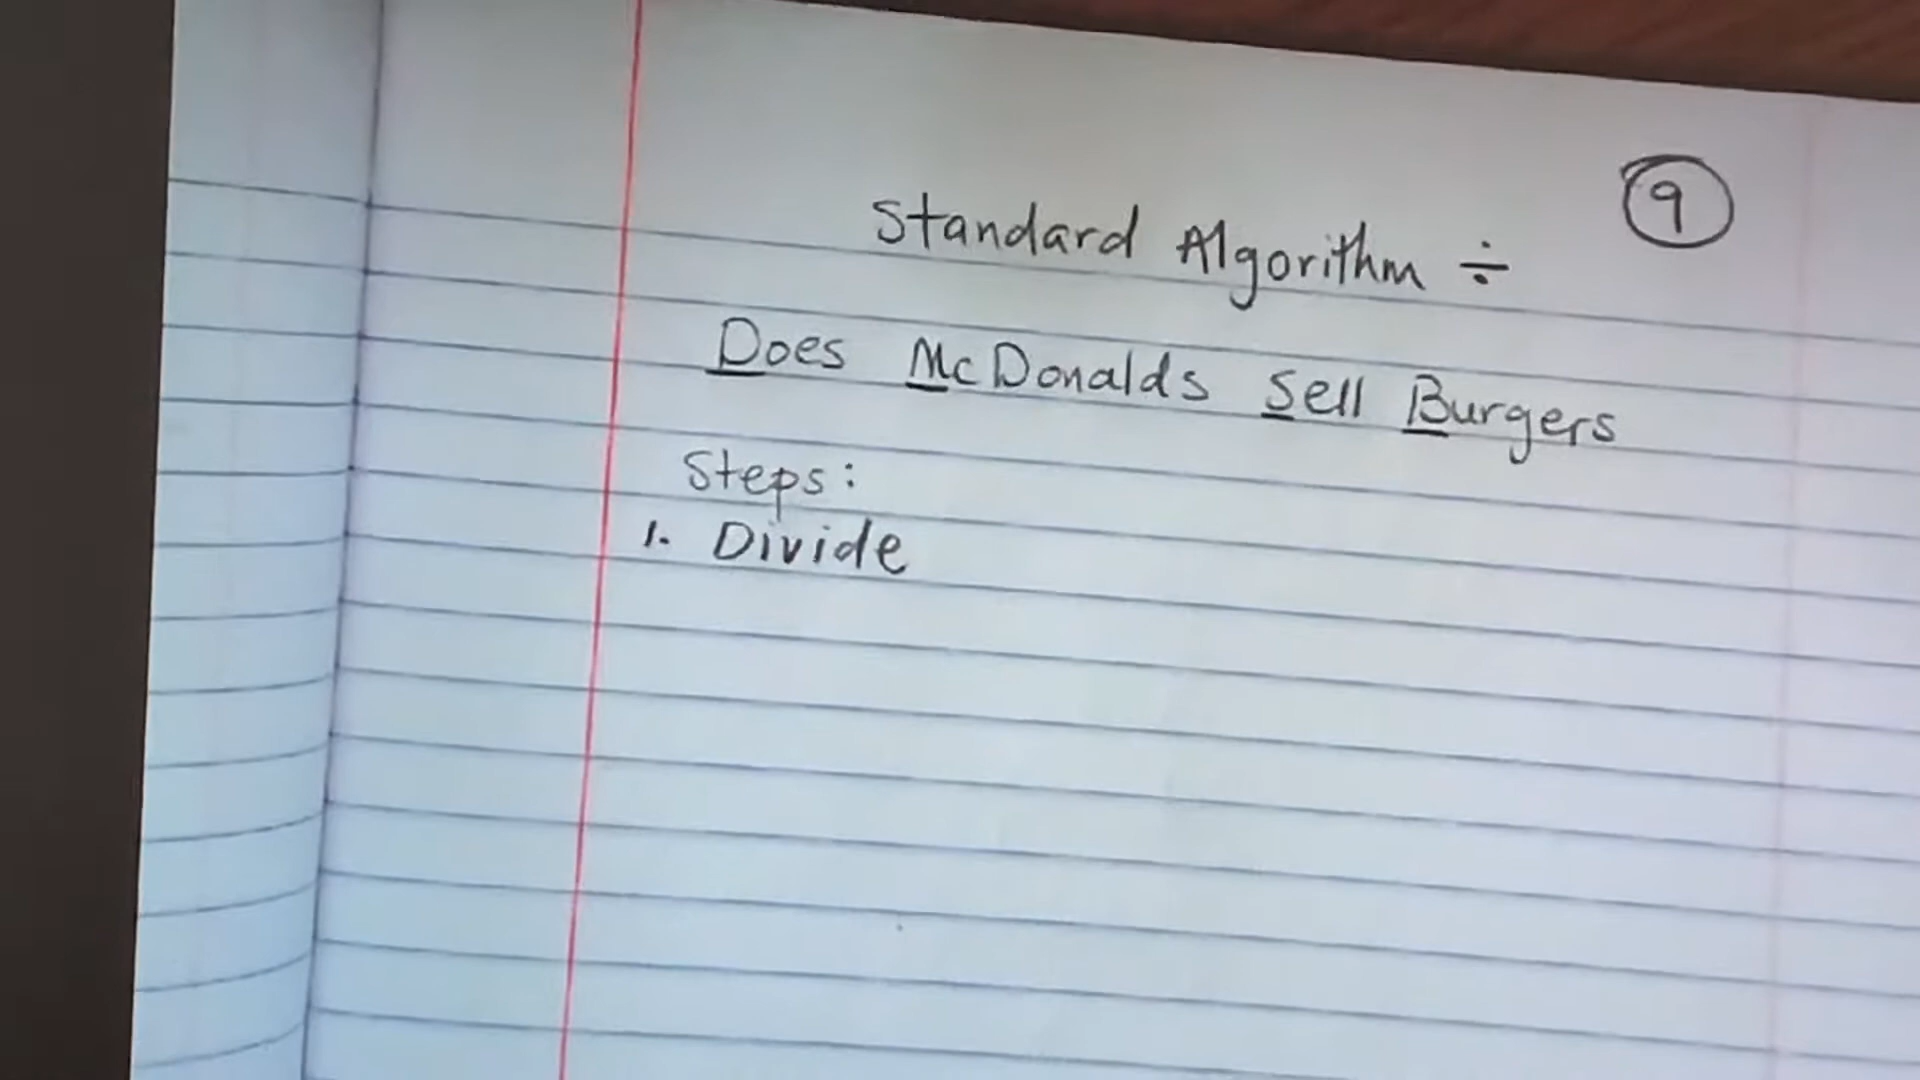 9
Standard Algorithm ÷
Does McDonalds Sell Burgers
Steps:
1. Divide